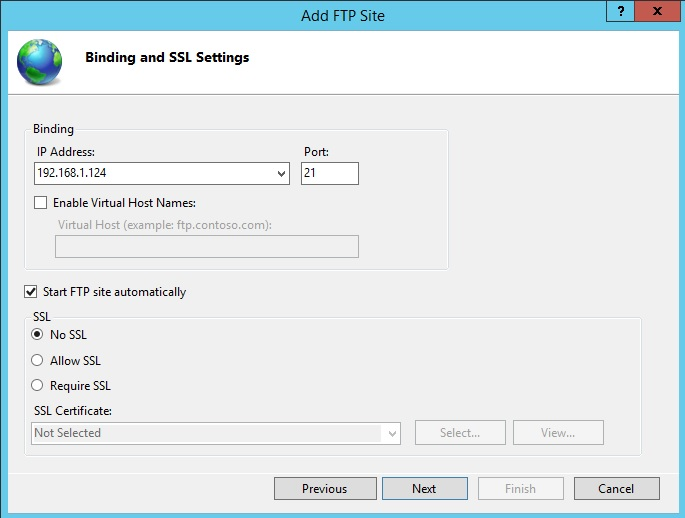 Add FTP Site
? x
Binding and SSL Settings
Binding
IP Address: Port:
192.168.1.124 21
Enable Virtual Host Names:
Virtual Host (example: ftp.contoso.com):
Start FTP site automatically
SSL
No SSL
Allow SSL
Require SSL
SSL Certificate:
Not Selected Select... View...
Previous Next Finish Cancel